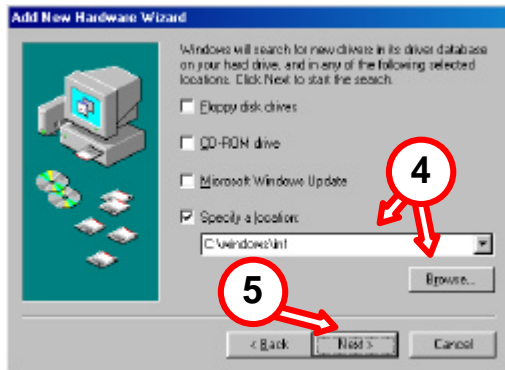 Add New Hardware Wizard
Windows will search for new drivers in its driver database
on your hard drive, and in any of the following selected
locations. Click Next to start the search.
Floppy disk drives
CD-ROM drive
Microsoft Windows Update
4
Specify a location:
C:\windows\inf
Browse...
5
< Back
Next >
Cancel